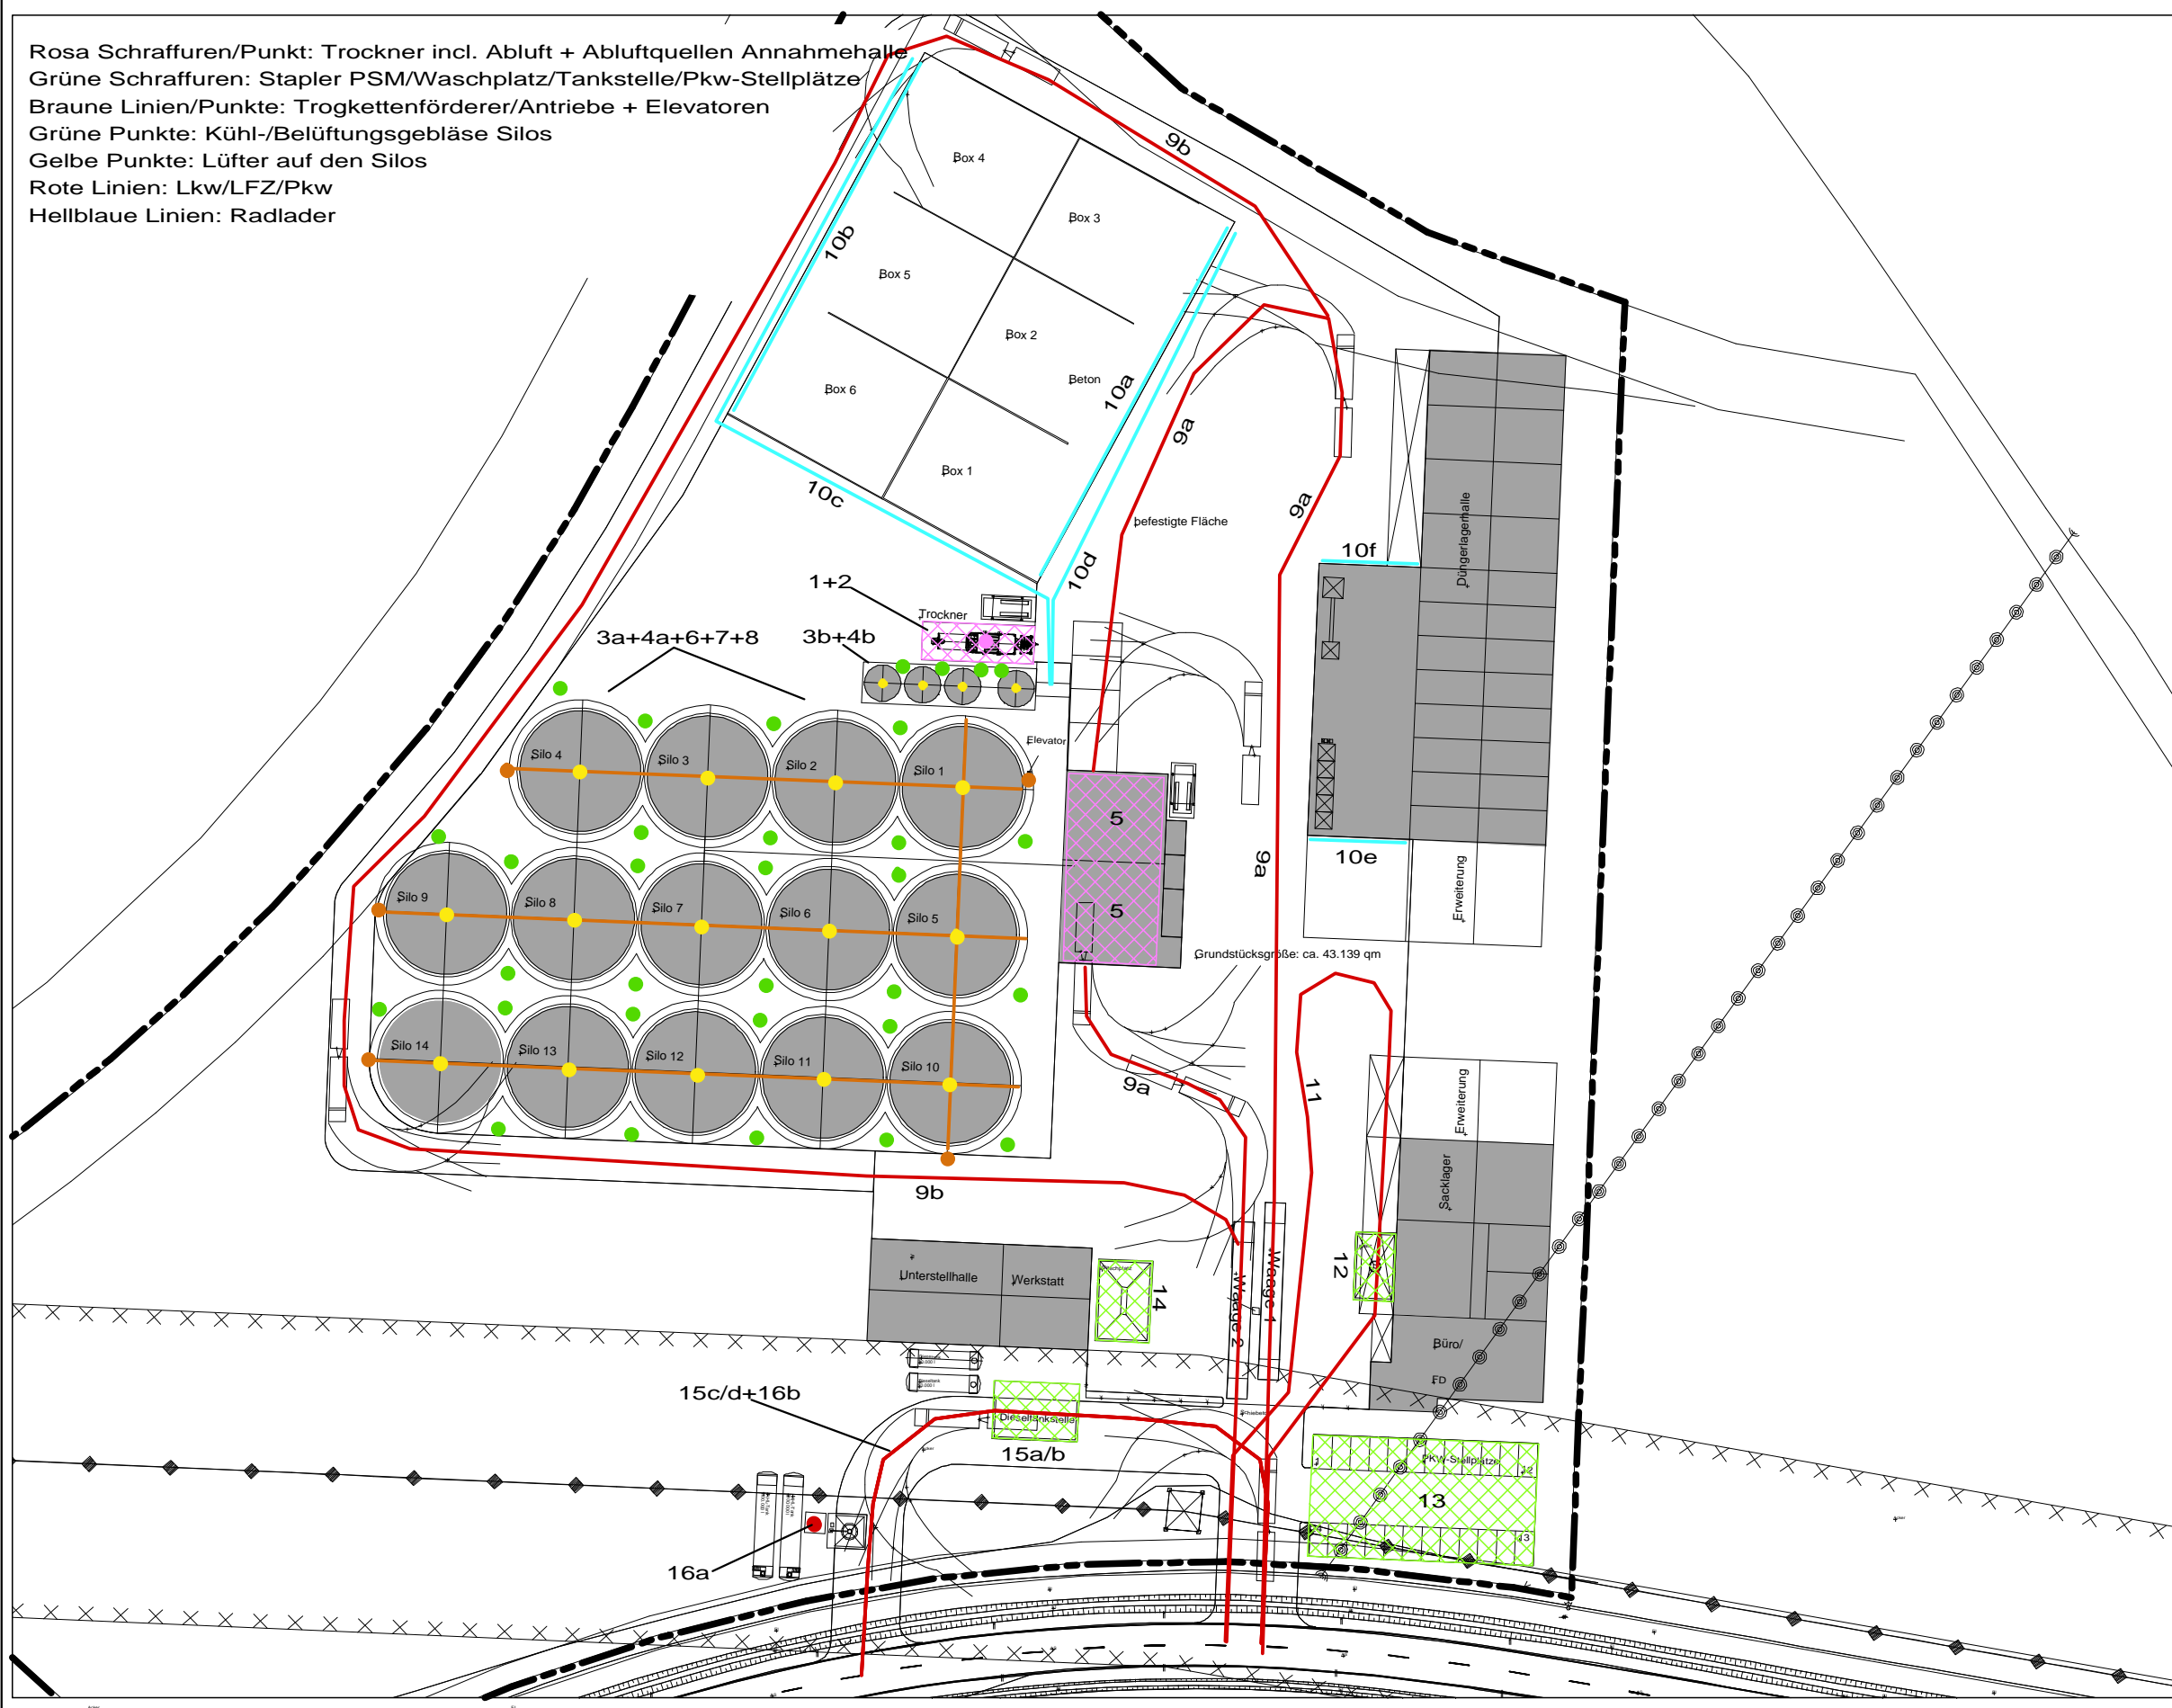 Rosa Schraffuren/Punkt: Trockner incl. Abluft + Abluftquellen Annahmehalle
Grüne Schraffuren: Stapler PSM/Waschplatz/Tankstelle/Pkw-Stellplätze
Braune Linien/Punkte: Trogkettenförderer/Antriebe + Elevatoren
Grüne Punkte: Kühl-/Belüftungsgebläse Silos
Gelbe Punkte: Lüfter auf den Silos
Rote Linien: Lkw/LFZ/Pkw
Hellblaue Linien: Radlader
9b
Box 4
Box 3
10b
Box 5
Box 2
Beton
10a
Box 6
9a
Box 1
10c
9a
befestigte Fläche
Düngerlagerhalle
10f
10d
1+2
Trockner
3a+4a+6+7+8
3b+4b
Elevator
Silo 4
Silo 3
Silo 2
Silo 1
5
10e
9a
Erweiterung
Silo 9
Silo 8
Silo 7
Silo 6
Silo 5
5
Grundstücksgröße: ca. 43.139 qm
Silo 14
Silo 13
Silo 12
Silo 11
Silo 10
9a
11
Erweiterung
Sacklager
9b
Unterstellhalle
Werkstatt
14
Waage 2
Waage 1
12
Büro/
FD
15c/d+16b
Dieseltankstelle
15a/b
PKW-Stellplätze
12
13
13
16a